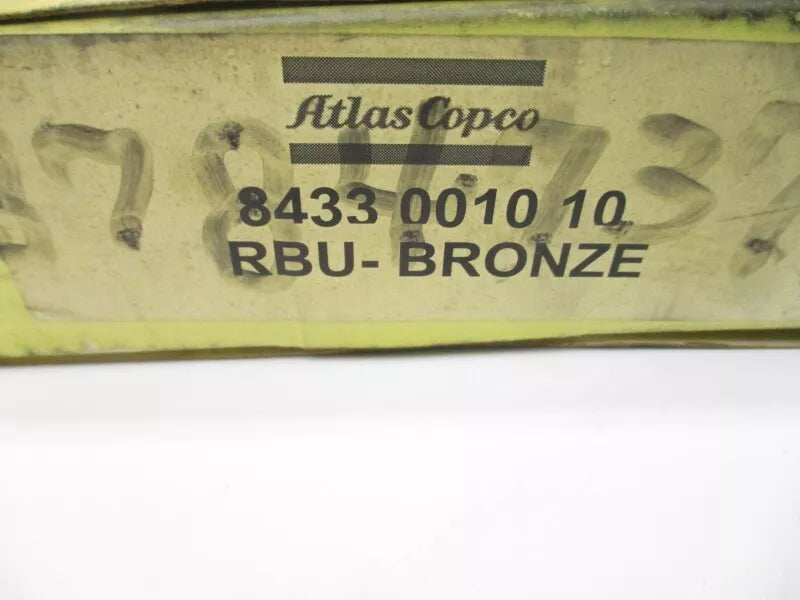 Atlas Copco
8433 0010 10
RBU- BRONZE